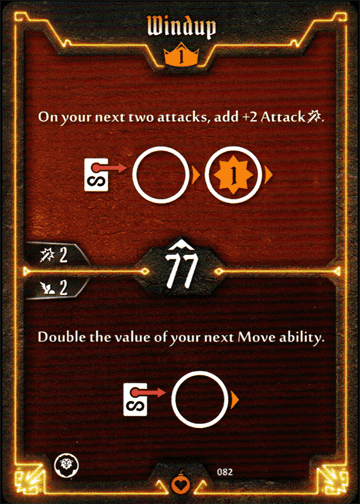 Windup
1
On your next two attacks, add +2 Attack.
S
1
2
77
2
Double the value of your next Move ability.
S
082